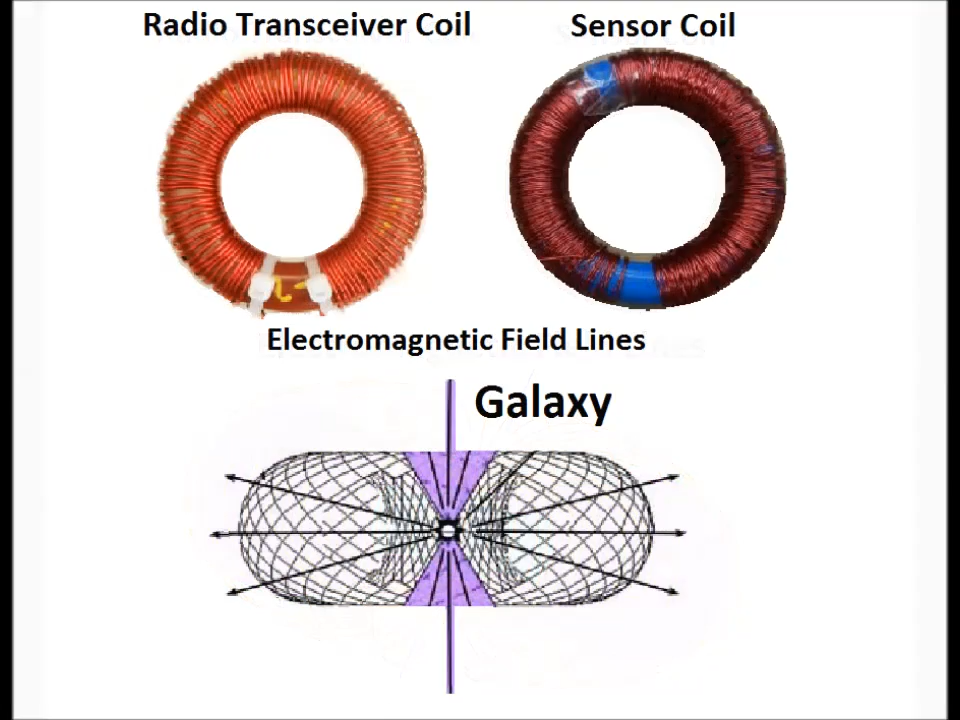 Radio Transceiver Coil
Sensor Coil
Electromagnetic Field Lines
Galaxy